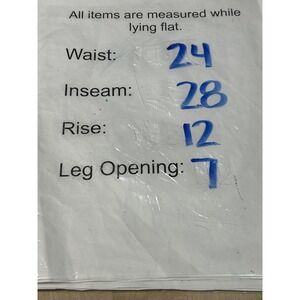 All items are measured while
lying flat.
Waist: 24
Inseam: 28
Rise: 12
Leg Opening: 7